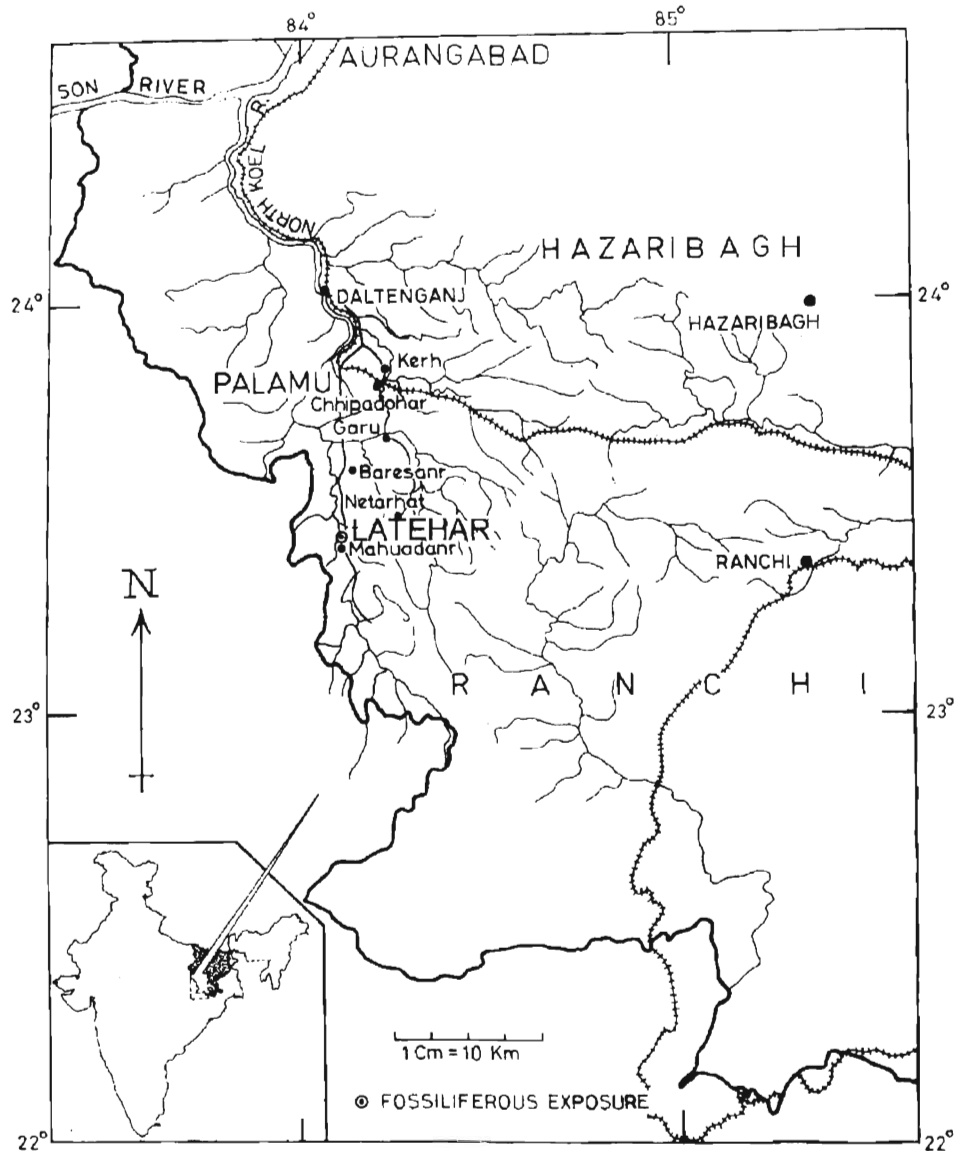 84°
85°
AURANGABAD
SON RIVER
NORTH KOEL R.
HAZARIBAGH
24°
24°
DALTENGANJ
HAZARIBAGH
Kerh
PALAMU
Chhipadohar
Garu
Baresanr
Netarhat
LATEHAR
Mahuadanr
RANCHI
N
RANCHI
23°
23°
1 Cm = 10 Km
FOSSILIFEROUS EXPOSURE
22°
22°